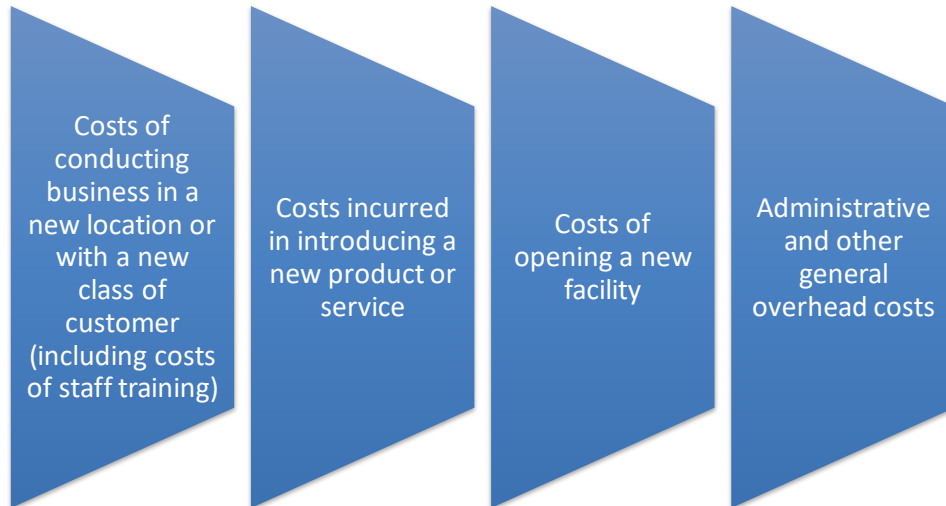 Costs of
conducting
business in a
new location or
with a new
class of
customer
(including costs
of staff training)
Costs incurred
in introducing a
new product or
service
Costs of
opening a new
facility
Administrative
and other
general
overhead costs